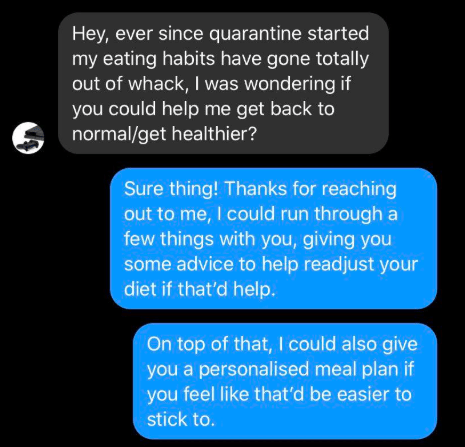 Hey, ever since quarantine started
my eating habits have gone totally
out of whack, I was wondering if
you could help me get back to
normal/get healthier?
Sure thing! Thanks for reaching
out to me, I could run through a
few things with you, giving you
some advice to help readjust your
diet if that'd help.
On top of that, I could also give
you a personalised meal plan if
you feel like that'd be easier to
stick to.